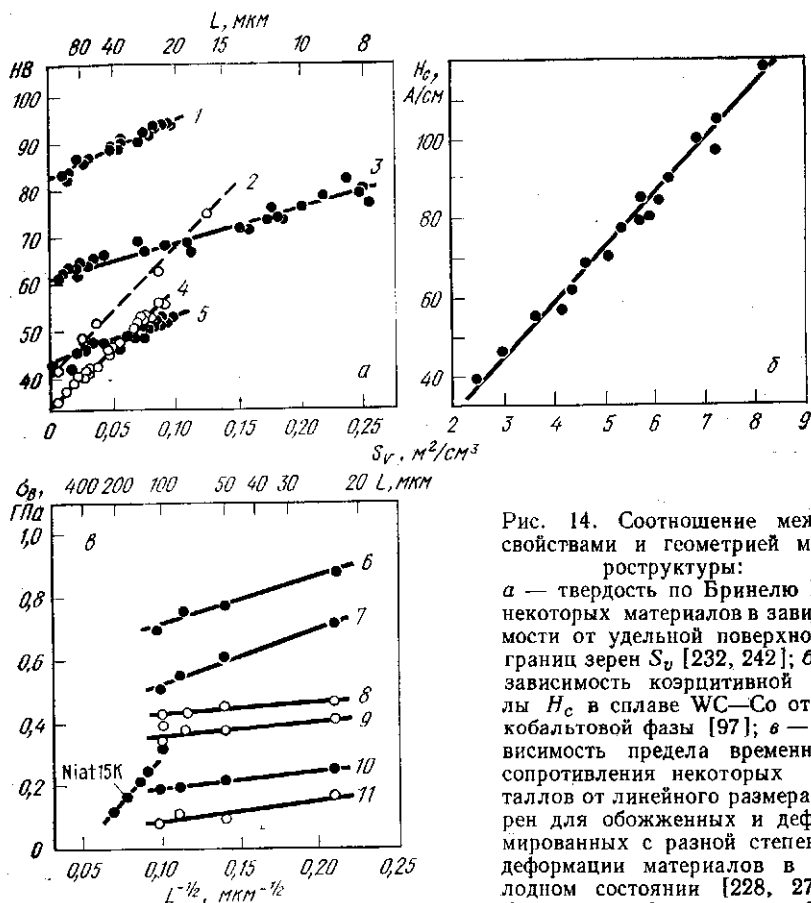 L, мкм
80 40 20 15 10 8
HB
100
90
80
70
60
50
40
1
2
3
4
5
а
0 0,05 0,10 0,15 0,20 0,25
S_v, м²/см³
H_c, А/см
100
80
60
40
б
2 3 4 5 6 7 8 9
400 200 100 50 40 30 20 L, мкм
σ_в, ГПа
1,0
0,8
0,6
0,4
0,2
0
в
6
7
8
9
10
11
Ni at 15K
0,05 0,10 0,15 0,20 0,25
L^-1/2, мкм^-1/2
Рис. 14. Соотношение меж
свойствами и геометрией м
роструктуры:
а — твердость по Бринелю
некоторых материалов в зави
мости от удельной поверхно
границ зерен S_v [232, 242]; б
зависимость коэрцитивной
лы H_c в сплаве WC—Co от
кобальтовой фазы [97]; в —
висимость предела временн
сопротивления некоторых
таллов от линейного размера
рен для обожженных и деф
мированных с разной степен
деформации материалов в
лодном состоянии [228, 27